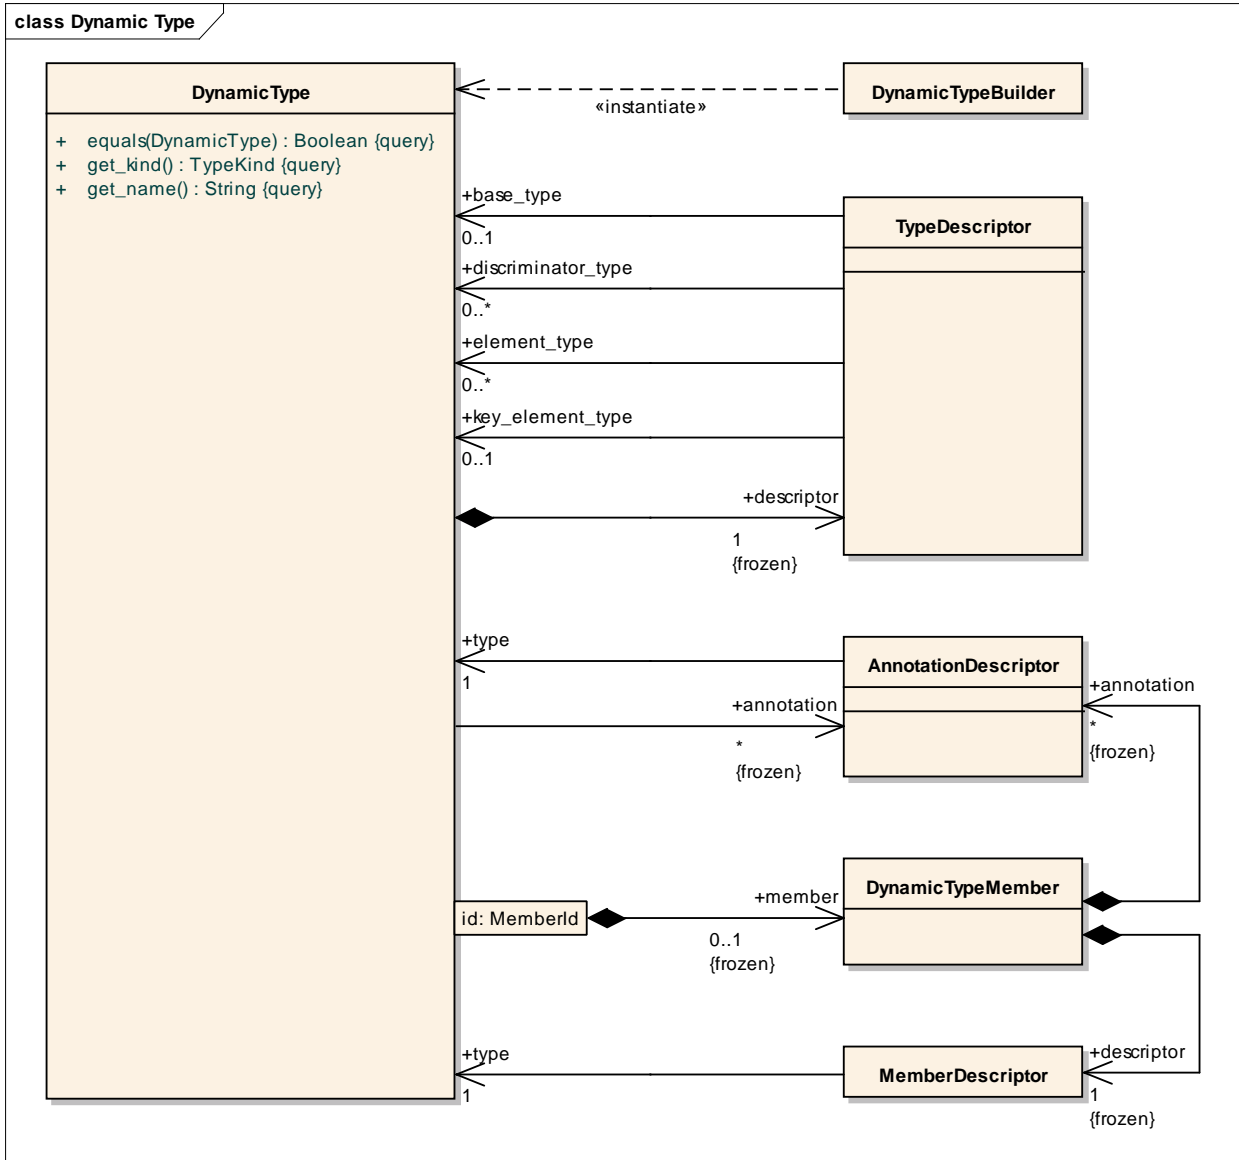 class Dynamic Type
DynamicType
DynamicTypeBuilder
«instantiate»
+ equals(DynamicType) : Boolean {query}
+ get_kind() : TypeKind {query}
+ get_name() : String {query}
+base_type
0..1
TypeDescriptor
+discriminator_type
0..*
+element_type
0..*
+key_element_type
0..1
+descriptor
1
{frozen}
+type
1
AnnotationDescriptor
+annotation
*
{frozen}
+annotation
*
{frozen}
DynamicTypeMember
id: MemberId
+member
0..1
{frozen}
+type
1
MemberDescriptor
+descriptor
1
{frozen}